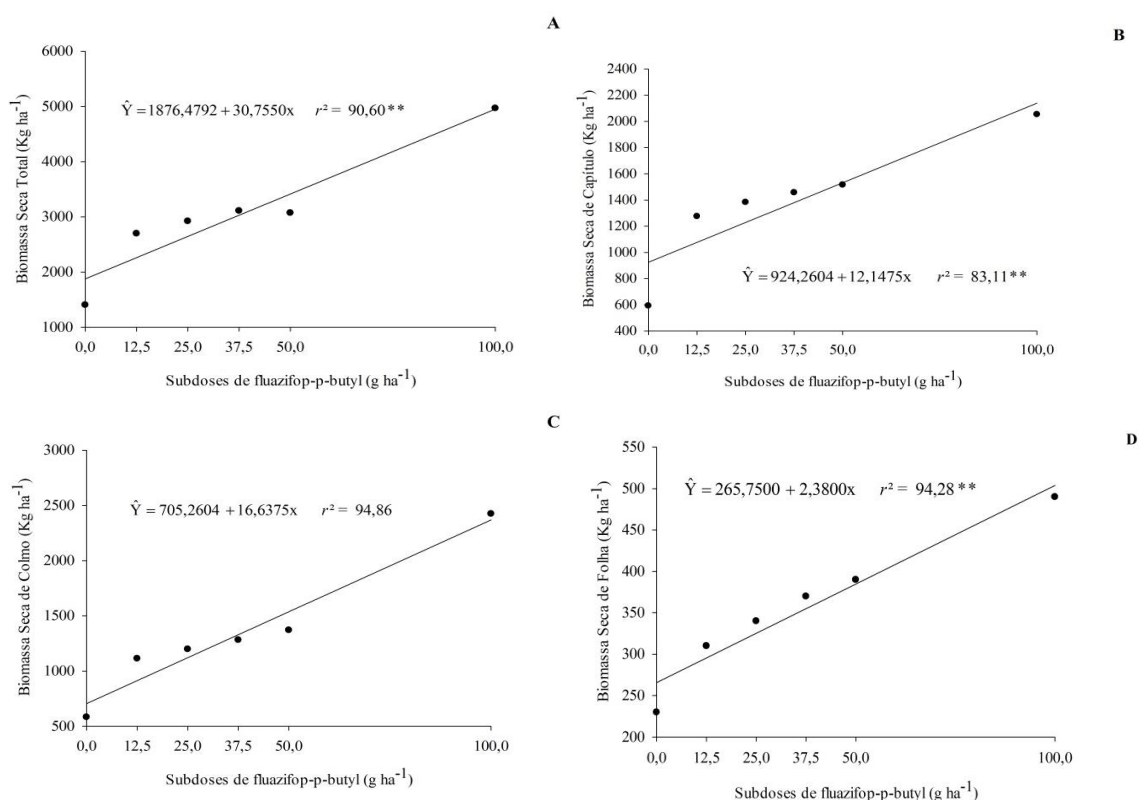 A
Biomassa Seca Total (Kg ha⁻¹)
6000
5000
4000
3000
2000
1000
Ŷ = 1876,4792 + 30,7550x r² = 90,60**
0,0 12,5 25,0 37,5 50,0 100,0
Subdoses de fluazifop-p-butyl (g ha⁻¹)
B
Biomassa Seca de Capítulo (Kg ha⁻¹)
2400
2200
2000
1800
1600
1400
1200
1000
800
600
400
Ŷ = 924,2604 + 12,1475x r² = 83,11**
0,0 12,5 25,0 37,5 50,0 100,0
Subdoses de fluazifop-p-butyl (g ha⁻¹)
C
Biomassa Seca de Colmo (Kg ha⁻¹)
3000
2500
2000
1500
1000
500
Ŷ = 705,2604 + 16,6375x r² = 94,86
0,0 12,5 25,0 37,5 50,0 100,0
Subdoses de fluazifop-p-butyl (g ha⁻¹)
D
Biomassa Seca de Folha (Kg ha⁻¹)
550
500
450
400
350
300
250
200
Ŷ = 265,7500 + 2,3800x r² = 94,28**
0,0 12,5 25,0 37,5 50,0 100,0
Subdoses de fluazifop-p-butyl (g ha⁻¹)